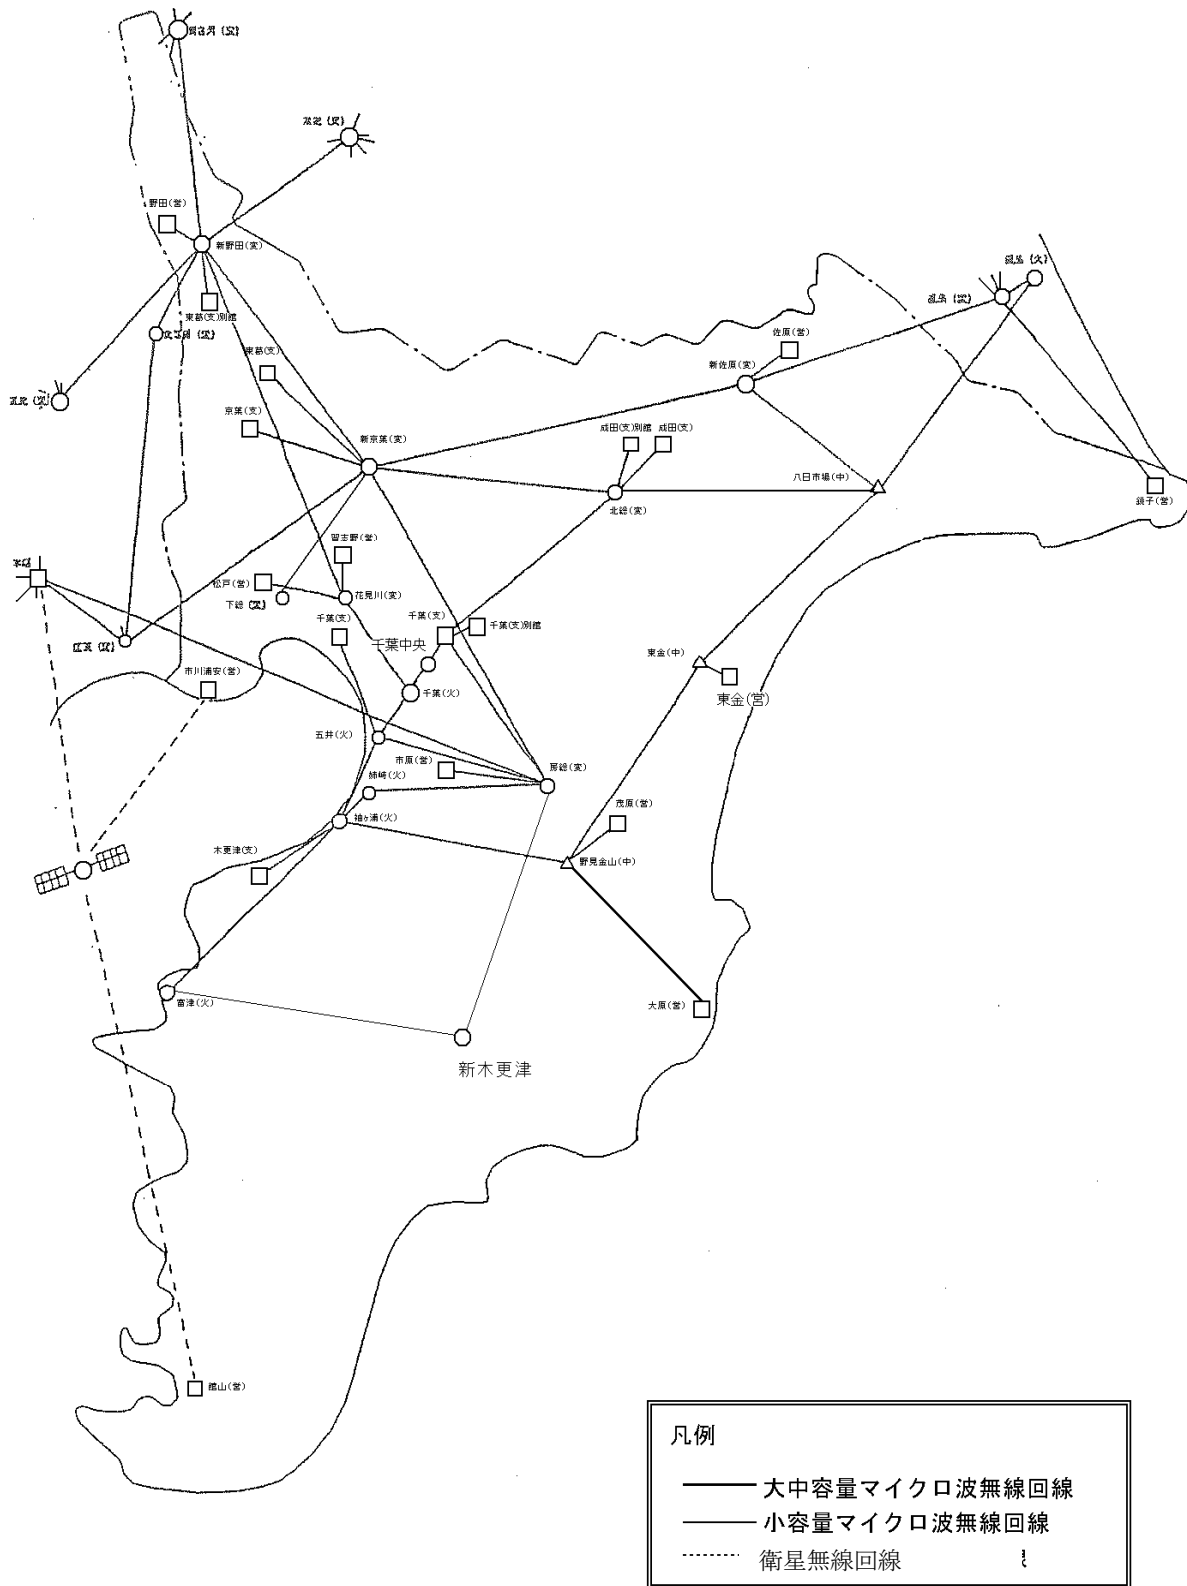 野田(営)
新野田(変)
東葛(支)別館
東葛(支)
佐原(営)
新佐原(変)
京葉(支)
新京葉(変)
成田(支)別館
成田(支)
八日市場(中)
銚子(営)
北総(変)
習志野(営)
松戸(営)
下総(変)
花見川(変)
千葉(支)
千葉(支)
千葉(支)別館
千葉中央
東金(中)
市川浦安(営)
千葉(火)
東金(営)
五井(火)
市原(営)
房総(変)
姉崎(火)
茂原(営)
袖ヶ浦(火)
木更津(支)
野見金山(中)
富津(火)
大原(営)
新木更津
館山(営)
凡例
大中容量マイクロ波無線回線
小容量マイクロ波無線回線
衛星無線回線